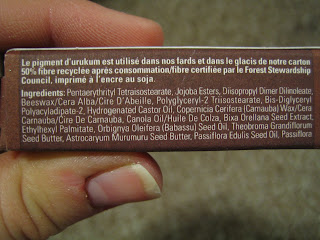 Le pigment d'urukum est utilisé dans nos fards et dans le glacis de notre carton
50% fibre recyclée après consommation/fibre certifiée par le Forest Stewardship
Council, imprimé à l'encre au soja.
Ingredients: Pentaerythrityl Tetraisostearate, Jojoba Esters, Diisopropyl Dimer Dilinoleate,
Beeswax/Cera Alba/Cire D'Abeille, Polyglyceryl-2 Triisostearate, Bis-Diglyceryl
Polyacyladipate-2, Hydrogenated Castor Oil, Copernicia Cerifera (Carnauba) Wax/Cera
Carnauba/Cire De Carnauba, Canola Oil/Huile De Colza, Bixa Orellana Seed Extract,
Ethylhexyl Palmitate, Orbignya Oleifera (Babassu) Seed Oil, Theobroma Grandiflorum
Seed Butter, Astrocaryum Murumuru Seed Butter, Passiflora Edulis Seed Oil, Passiflora